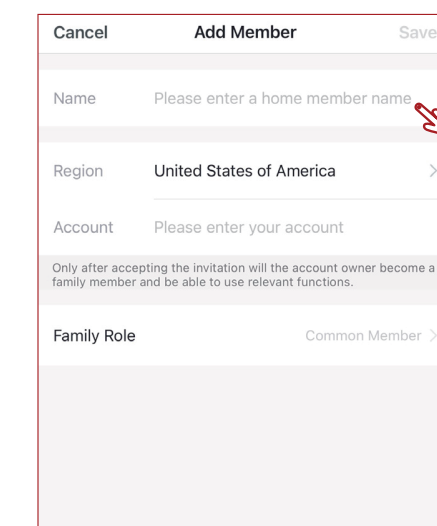 Cancel Add Member Save
Name Please enter a home member name
Region United States of America
Account Please enter your account
Only after accepting the invitation will the account owner become a
family member and be able to use relevant functions.
Family Role Common Member